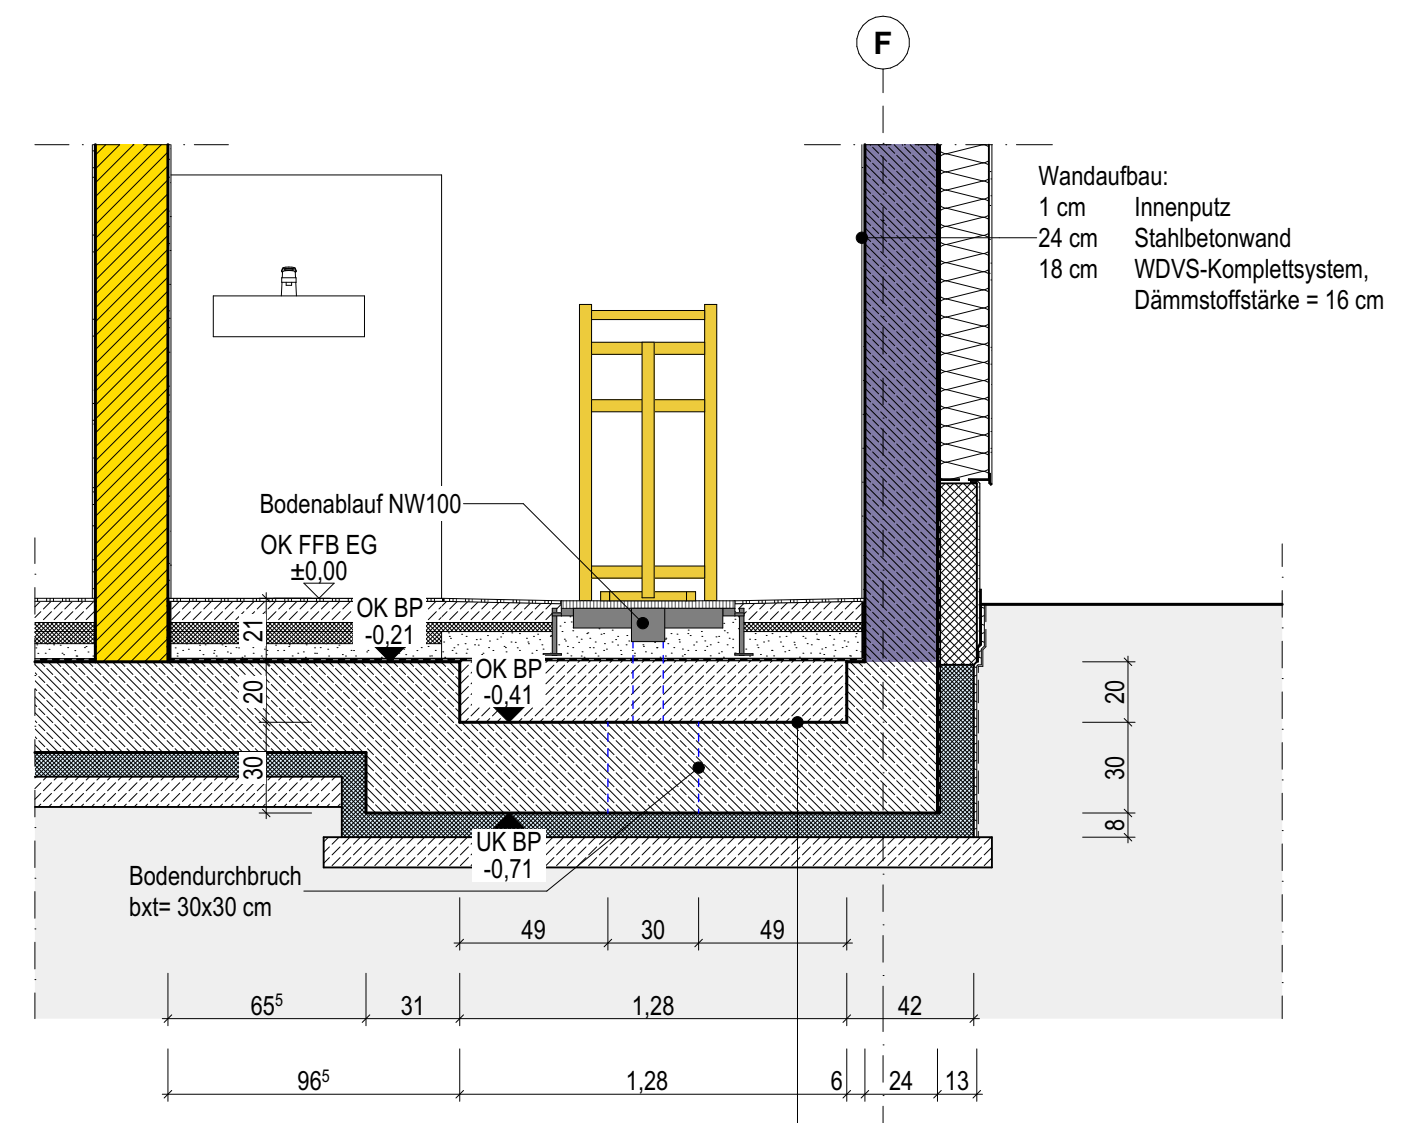 F
Wandaufbau:
1 cm Innenputz
24 cm Stahlbetonwand
18 cm WDVS-Komplettsystem,
Dämmstoffstärke = 16 cm
Bodenablauf NW100
OK FFB EG
±0,00
OK BP
-0,21
21
OK BP
-0,41
20
20
30
30
8
UK BP
-0,71
Bodendurchbruch
bxt= 30x30 cm
49 30 49
65⁵ 31 1,28 42
96⁵ 1,28 6 24 13